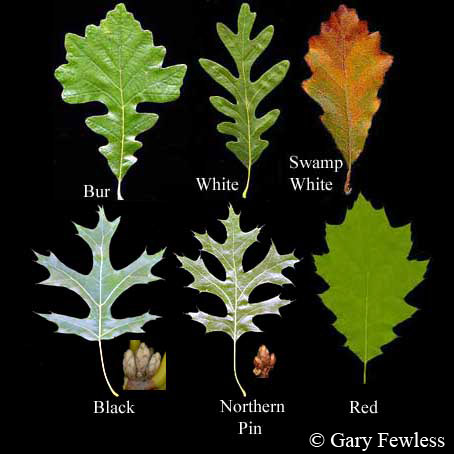 Bur
White
Swamp
White
Black
Northern
Pin
Red
© Gary Fewless